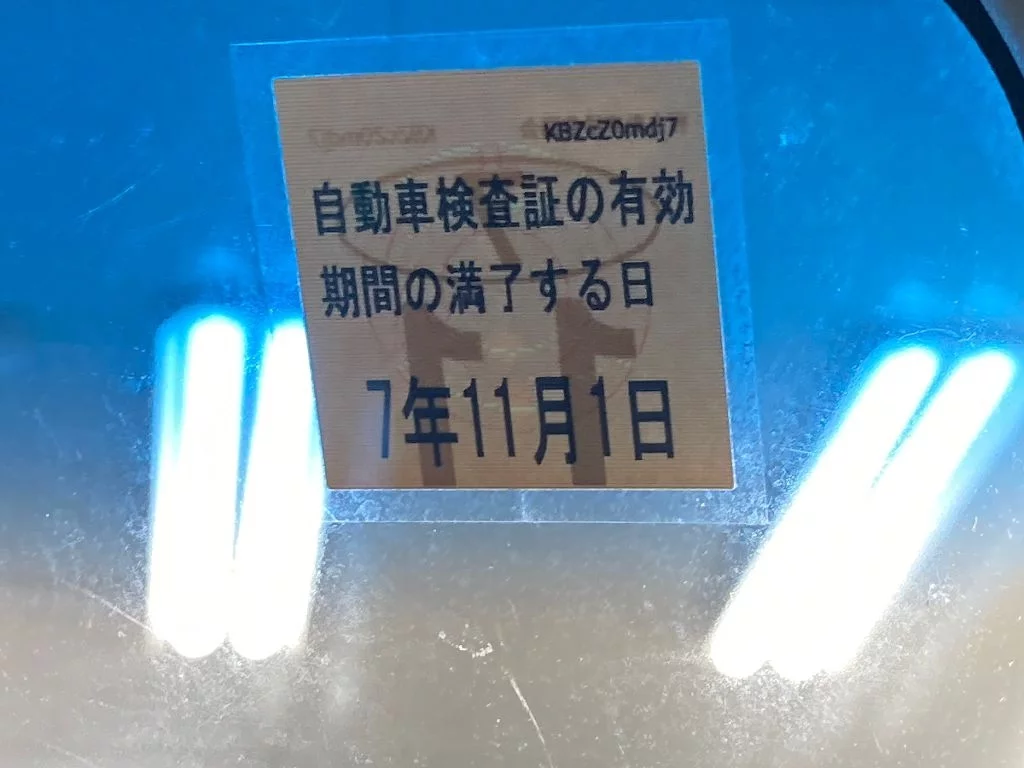 KBZcZ0mdj7
自動車検査証の有効
期間の満了する日
7年11月1日